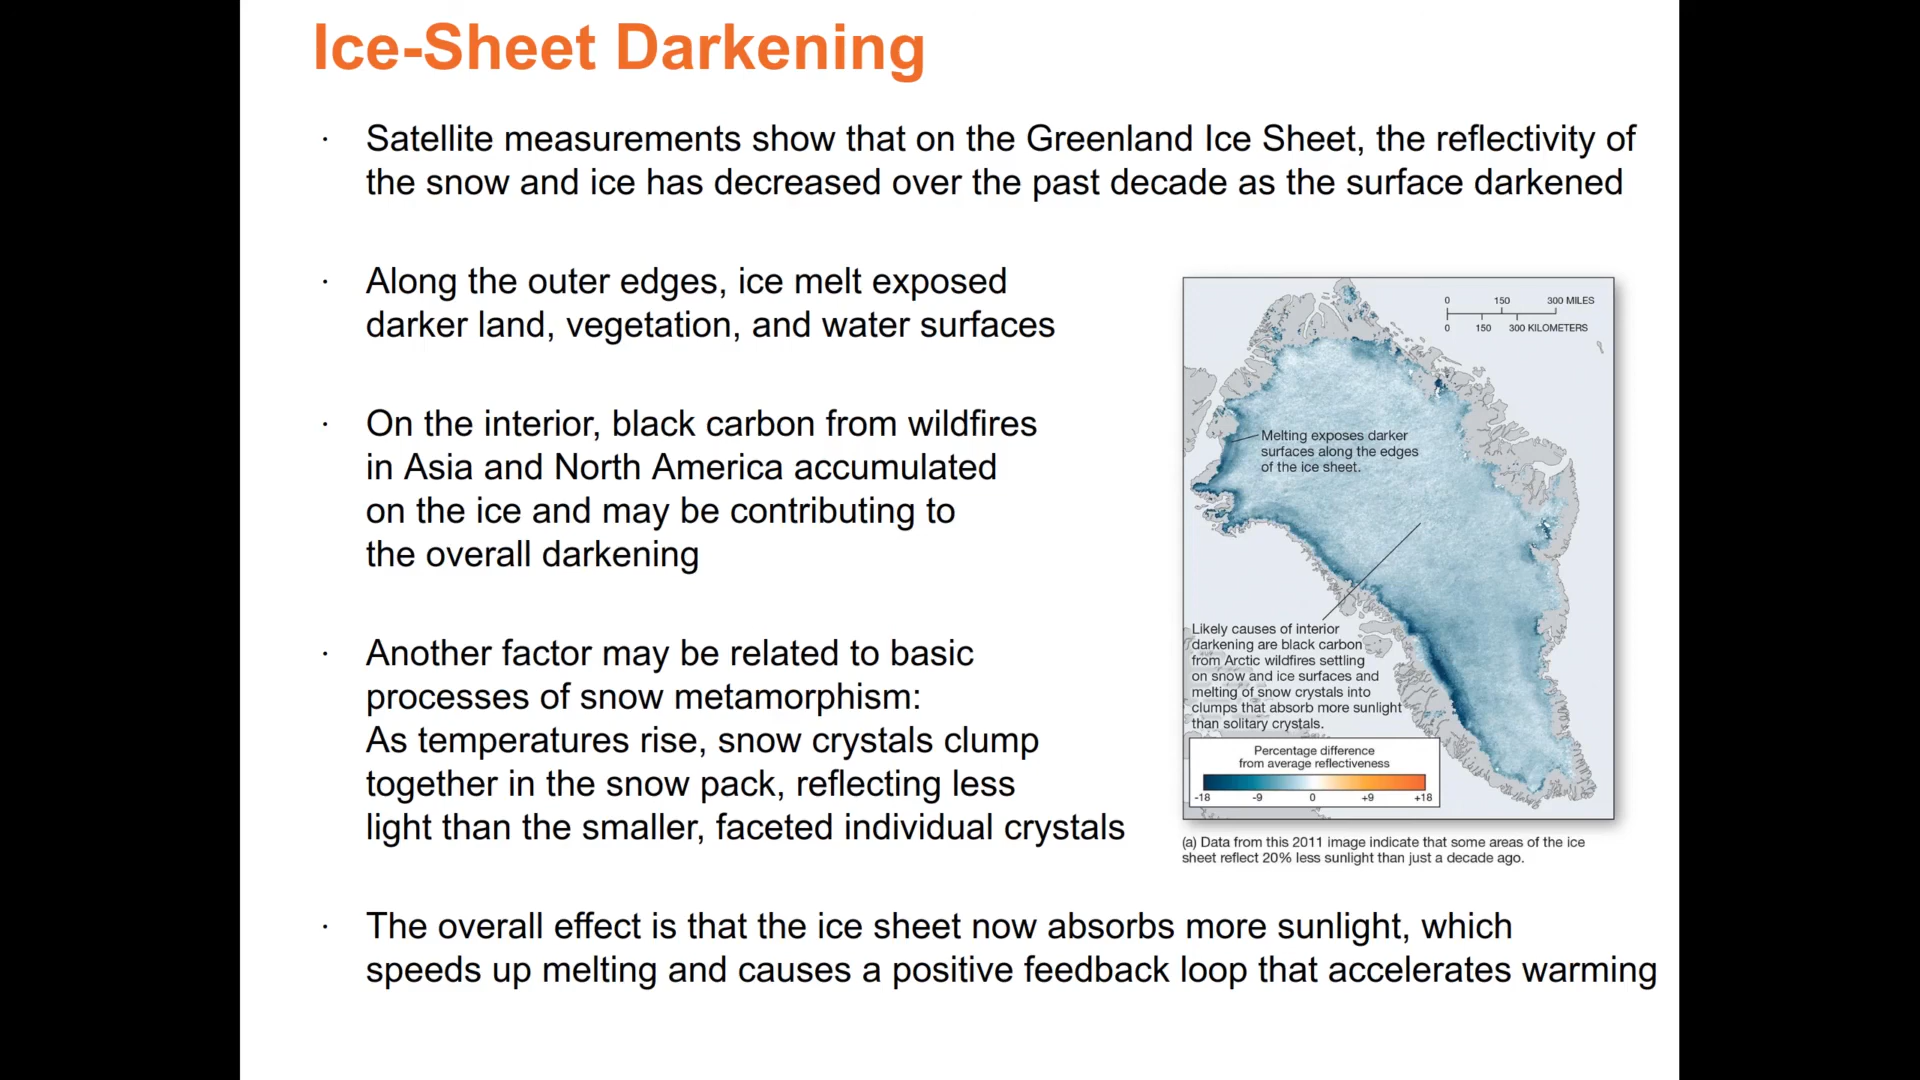 Ice-Sheet Darkening
· Satellite measurements show that on the Greenland Ice Sheet, the reflectivity of
the snow and ice has decreased over the past decade as the surface darkened
· Along the outer edges, ice melt exposed
darker land, vegetation, and water surfaces
· On the interior, black carbon from wildfires
in Asia and North America accumulated
on the ice and may be contributing to
the overall darkening
· Another factor may be related to basic
processes of snow metamorphism:
As temperatures rise, snow crystals clump
together in the snow pack, reflecting less
light than the smaller, faceted individual crystals
· The overall effect is that the ice sheet now absorbs more sunlight, which
speeds up melting and causes a positive feedback loop that accelerates warming
0 150 300 MILES
0 150 300 KILOMETERS
Melting exposes darker
surfaces along the edges
of the ice sheet.
Likely causes of interior
darkening are black carbon
from Arctic wildfires settling
on snow and ice surfaces and
melting of snow crystals into
clumps that absorb more sunlight
than solitary crystals.
Percentage difference
from average reflectiveness
-18 -9 0 +9 +18
(a) Data from this 2011 image indicate that some areas of the ice
sheet reflect 20% less sunlight than just a decade ago.